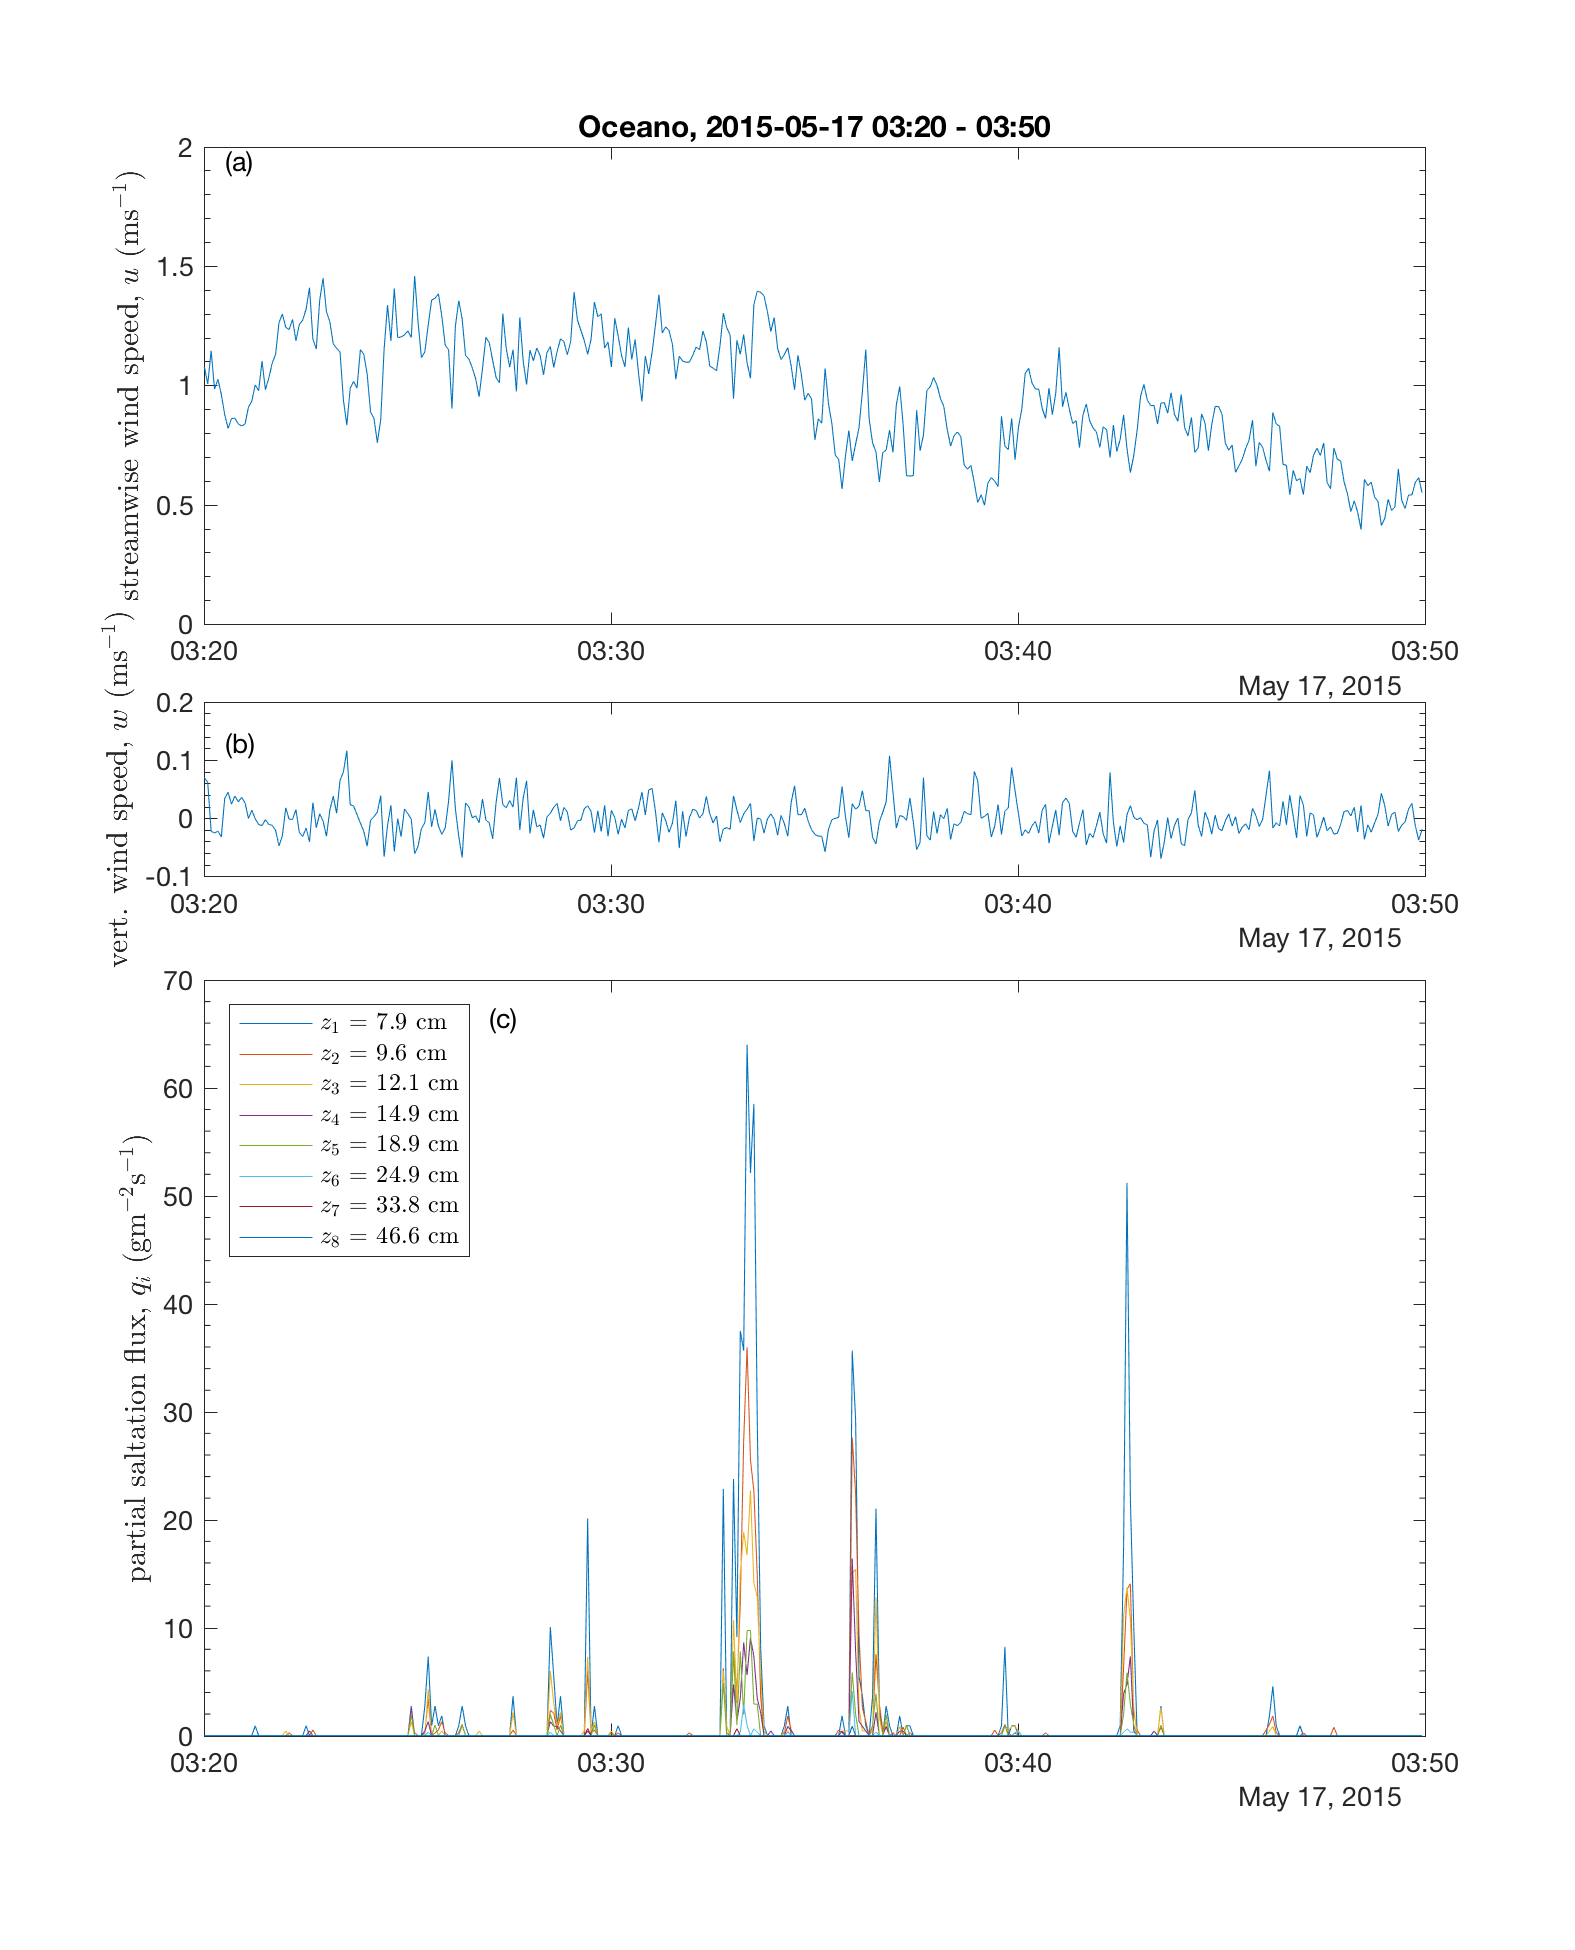 Oceano, 2015-05-17 03:20 - 03:50
(a)
streamwise wind speed, u (ms⁻¹)
2
1.5
1
0.5
0
03:20 03:30 03:40 03:50
May 17, 2015
(b)
vert. wind speed, w (ms⁻¹)
0.2
0.1
0
-0.1
03:20 03:30 03:40 03:50
May 17, 2015
(c)
partial saltation flux, qᵢ (gm⁻²s⁻¹)
70
60
50
40
30
20
10
0
z₁ = 7.9 cm
z₂ = 9.6 cm
z₃ = 12.1 cm
z₄ = 14.9 cm
z₅ = 18.9 cm
z₆ = 24.9 cm
z₇ = 33.8 cm
z₈ = 46.6 cm
03:20 03:30 03:40 03:50
May 17, 2015